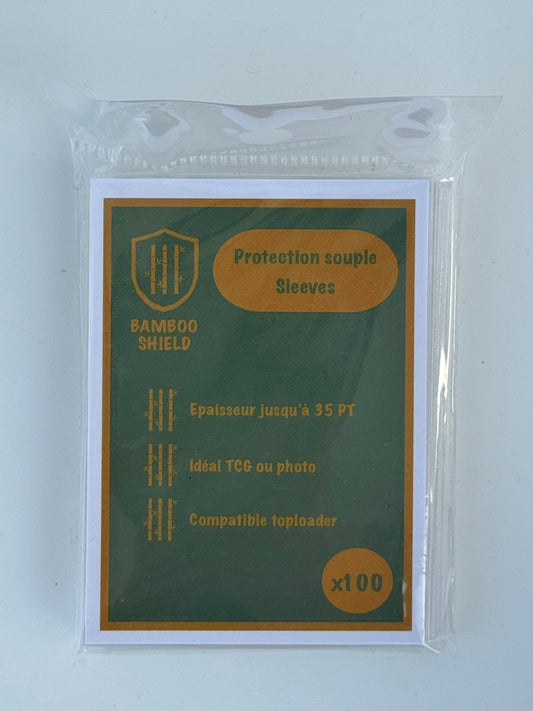 Protection souple
Sleeves
BAMBOO
SHIELD
Epaisseur jusqu'à 35 PT
Idéal TCG ou photo
Compatible toploader
x100